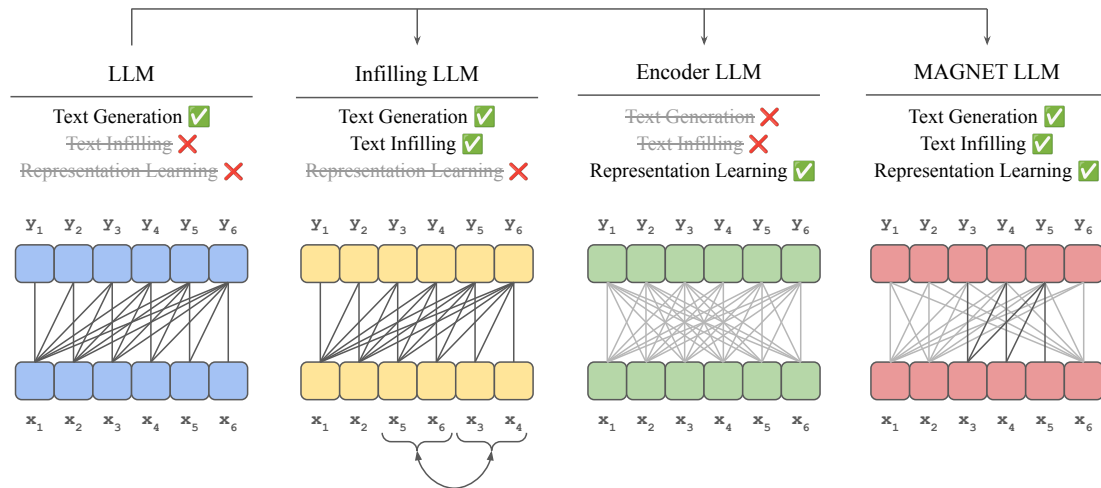 LLM
Text Generation ✅
Text Infilling ❌
Representation Learning ❌
y1 y2 y3 y4 y5 y6
x1 x2 x3 x4 x5 x6
Infilling LLM
Text Generation ✅
Text Infilling ✅
Representation Learning ❌
y1 y2 y3 y4 y5 y6
x1 x2 x5 x6 x3 x4
Encoder LLM
Text Generation ❌
Text Infilling ❌
Representation Learning ✅
y1 y2 y3 y4 y5 y6
x1 x2 x3 x4 x5 x6
MAGNET LLM
Text Generation ✅
Text Infilling ✅
Representation Learning ✅
y1 y2 y3 y4 y5 y6
x1 x2 x3 x4 x5 x6